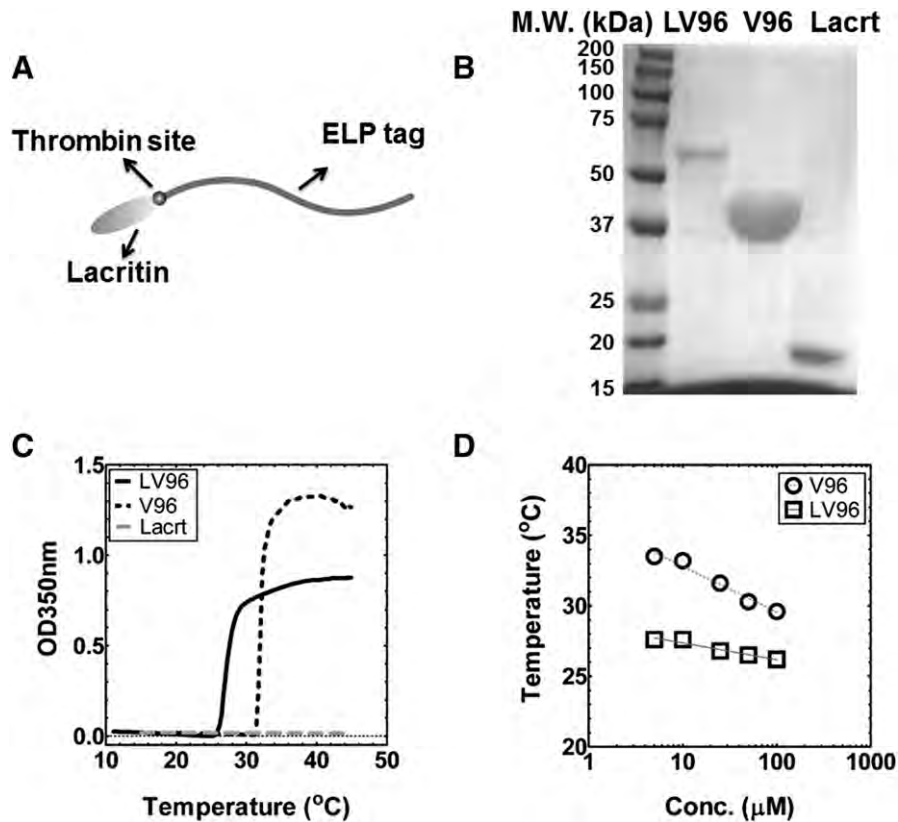 A
Thrombin site
ELP tag
Lacritin
B
M.W. (kDa) LV96 V96 Lacrt
200
150
100
75
50
37
25
20
15
C
LV96
V96
Lacrt
1.5
1.0
0.5
0.0
OD350nm
10 20 30 40 50
Temperature (°C)
D
V96
LV96
40
35
30
25
20
Temperature (°C)
1 10 100 1000
Conc. (μM)